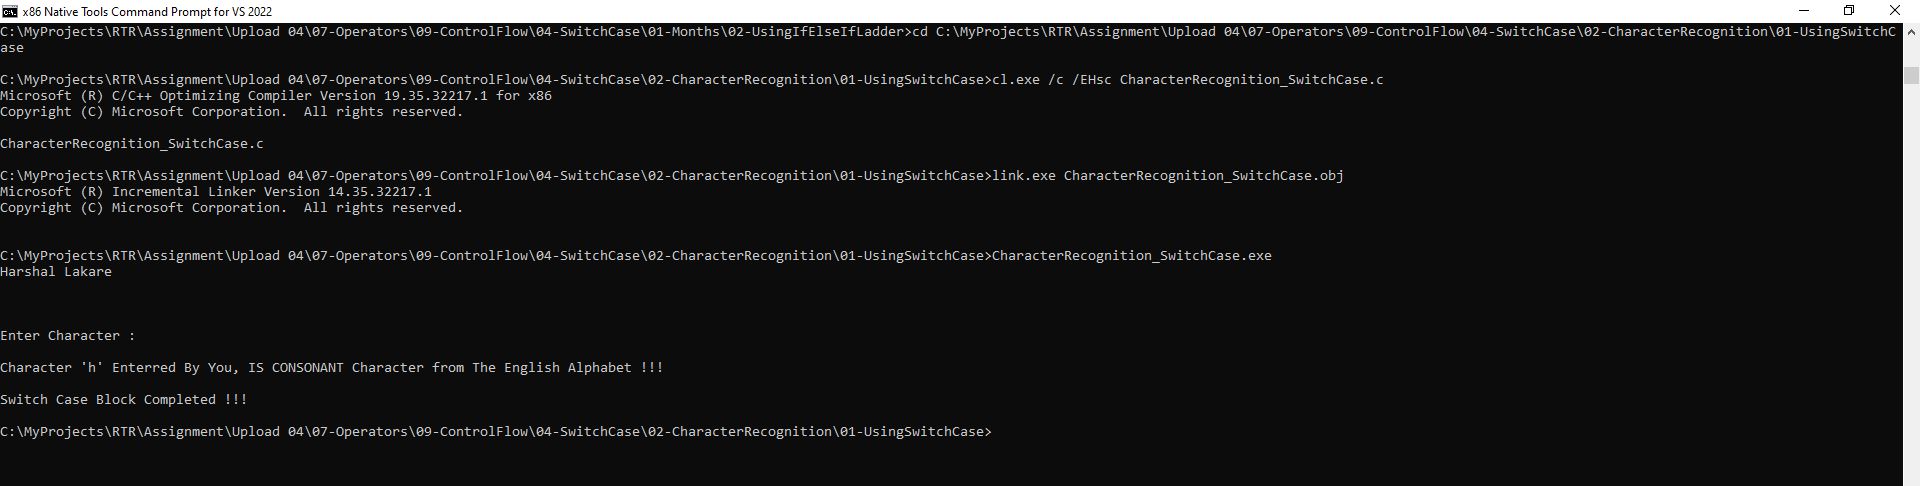 x86 Native Tools Command Prompt for VS 2022
C:\MyProjects\RTR\Assignment\Upload 04\07-Operators\09-ControlFlow\04-SwitchCase\01-Months\02-UsingIfElseIfLadder>cd C:\MyProjects\RTR\Assignment\Upload 04\07-Operators\09-ControlFlow\04-SwitchCase\02-CharacterRecognition\01-UsingSwitchC
ase
C:\MyProjects\RTR\Assignment\Upload 04\07-Operators\09-ControlFlow\04-SwitchCase\02-CharacterRecognition\01-UsingSwitchCase>cl.exe /c /EHsc CharacterRecognition_SwitchCase.c
Microsoft (R) C/C++ Optimizing Compiler Version 19.35.32217.1 for x86
Copyright (C) Microsoft Corporation.  All rights reserved.
CharacterRecognition_SwitchCase.c
C:\MyProjects\RTR\Assignment\Upload 04\07-Operators\09-ControlFlow\04-SwitchCase\02-CharacterRecognition\01-UsingSwitchCase>link.exe CharacterRecognition_SwitchCase.obj
Microsoft (R) Incremental Linker Version 14.35.32217.1
Copyright (C) Microsoft Corporation.  All rights reserved.
C:\MyProjects\RTR\Assignment\Upload 04\07-Operators\09-ControlFlow\04-SwitchCase\02-CharacterRecognition\01-UsingSwitchCase>CharacterRecognition_SwitchCase.exe
Harshal Lakare
Enter Character :
Character 'h' Enterred By You, IS CONSONANT Character from The English Alphabet !!!
Switch Case Block Completed !!!
C:\MyProjects\RTR\Assignment\Upload 04\07-Operators\09-ControlFlow\04-SwitchCase\02-CharacterRecognition\01-UsingSwitchCase>